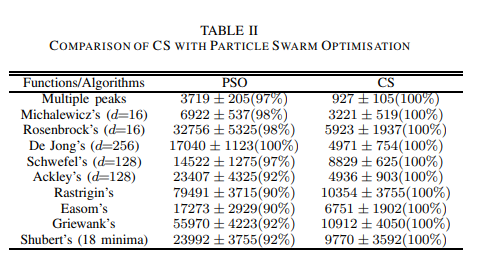 TABLE II
COMPARISON OF CS WITH PARTICLE SWARM OPTIMISATION
Functions/Algorithms PSO CS
Multiple peaks 3719 ± 205(97%) 927 ± 105(100%)
Michalewicz's (d=16) 6922 ± 537(98%) 3221 ± 519(100%)
Rosenbrock's (d=16) 32756 ± 5325(98%) 5923 ± 1937(100%)
De Jong's (d=256) 17040 ± 1123(100%) 4971 ± 754(100%)
Schwefel's (d=128) 14522 ± 1275(97%) 8829 ± 625(100%)
Ackley's (d=128) 23407 ± 4325(92%) 4936 ± 903(100%)
Rastrigin's 79491 ± 3715(90%) 10354 ± 3755(100%)
Easom's 17273 ± 2929(90%) 6751 ± 1902(100%)
Griewank's 55970 ± 4223(92%) 10912 ± 4050(100%)
Shubert's (18 minima) 23992 ± 3755(92%) 9770 ± 3592(100%)